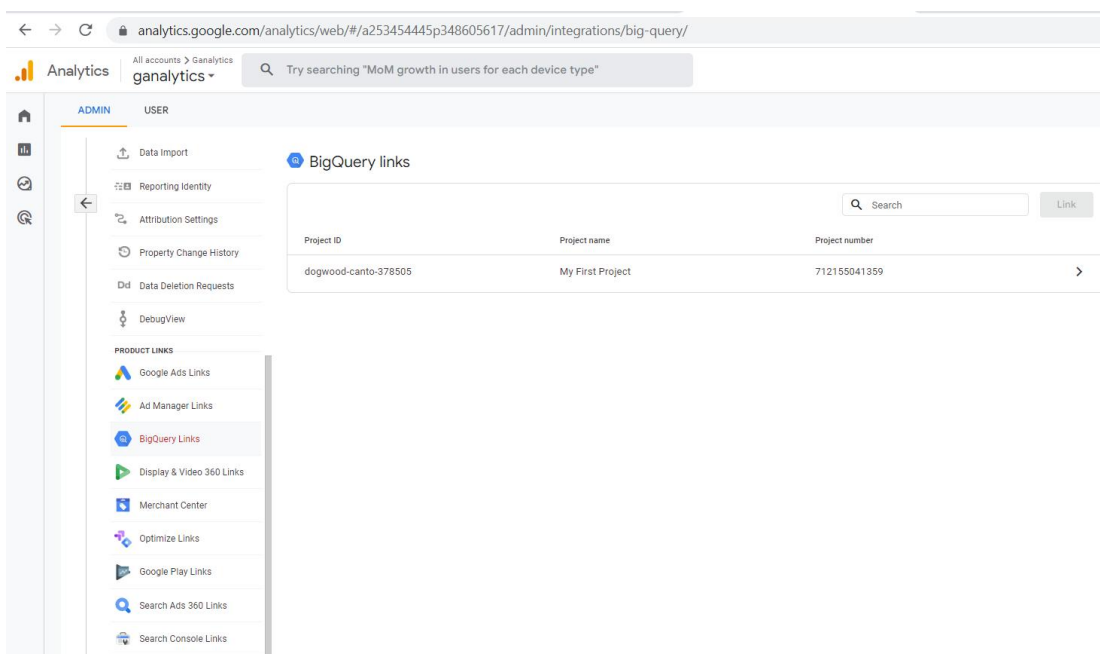 analytics.google.com/analytics/web/#/a253454445p348605617/admin/integrations/big-query/
Analytics
All accounts > Ganalytics
ganalytics
Try searching "MoM growth in users for each device type"
ADMIN
USER
Data Import
Reporting Identity
Attribution Settings
Property Change History
Dd Data Deletion Requests
DebugView
PRODUCT LINKS
Google Ads Links
Ad Manager Links
BigQuery Links
Display & Video 360 Links
Merchant Center
Optimize Links
Google Play Links
Search Ads 360 Links
Search Console Links
BigQuery links
Search
Link
Project ID Project name Project number
dogwood-canto-378505 My First Project 712155041359